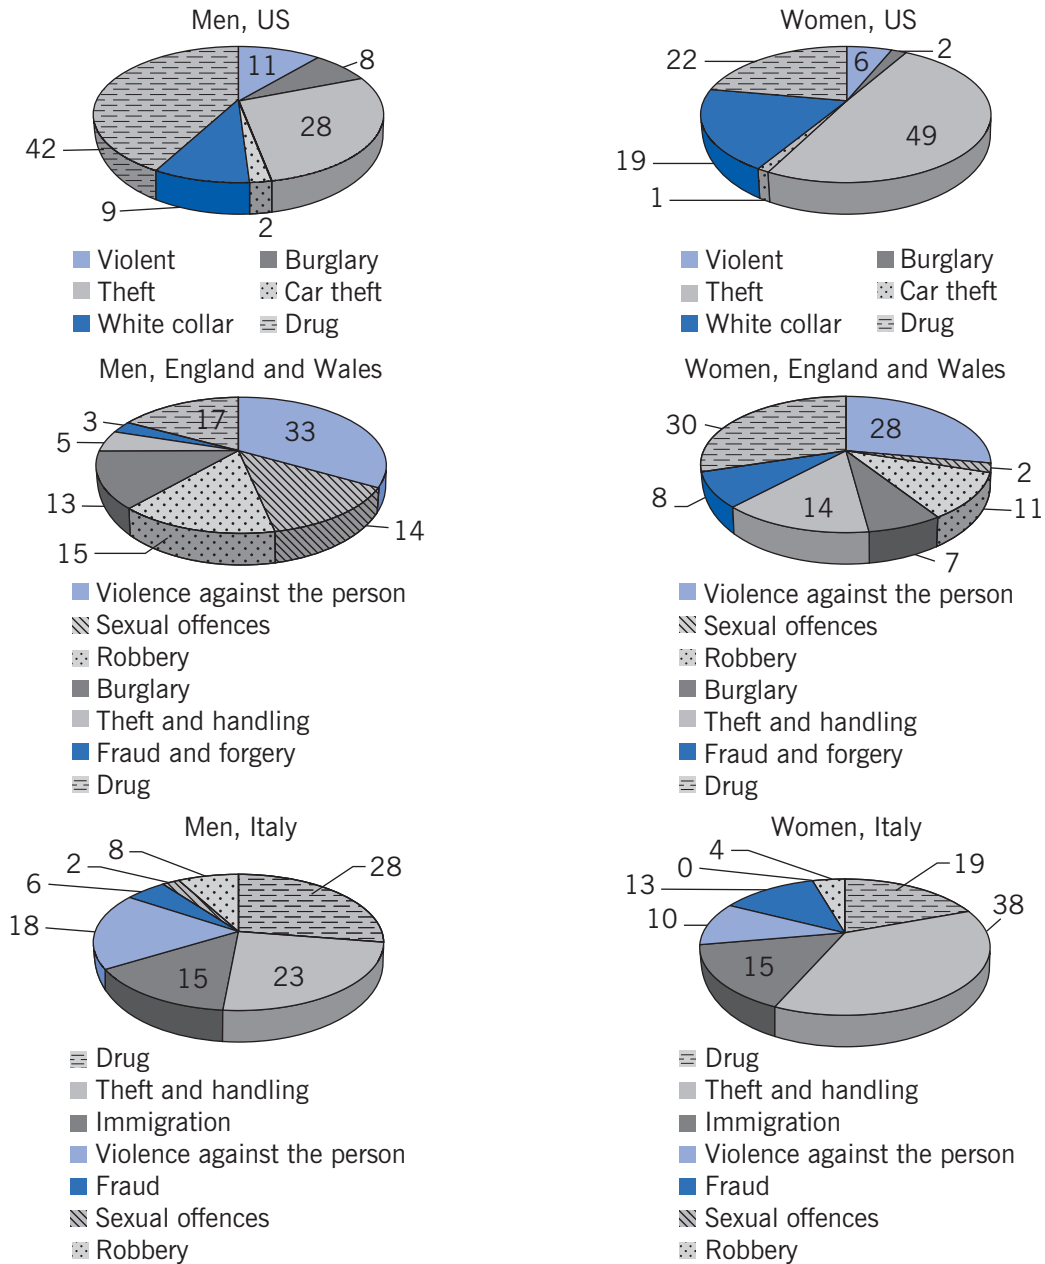 Men, US
11
8
28
42
9
2
Violent
Burglary
Theft
Car theft
White collar
Drug
Women, US
6
2
22
49
19
1
Violent
Burglary
Theft
Car theft
White collar
Drug
Men, England and Wales
17
33
3
5
13
14
15
Violence against the person
Sexual offences
Robbery
Burglary
Theft and handling
Fraud and forgery
Drug
Women, England and Wales
30
28
2
8
14
11
7
Violence against the person
Sexual offences
Robbery
Burglary
Theft and handling
Fraud and forgery
Drug
Men, Italy
8
2
28
6
18
15
23
Drug
Theft and handling
Immigration
Violence against the person
Fraud
Sexual offences
Robbery
Women, Italy
4
0
19
13
38
10
15
Drug
Theft and handling
Immigration
Violence against the person
Fraud
Sexual offences
Robbery